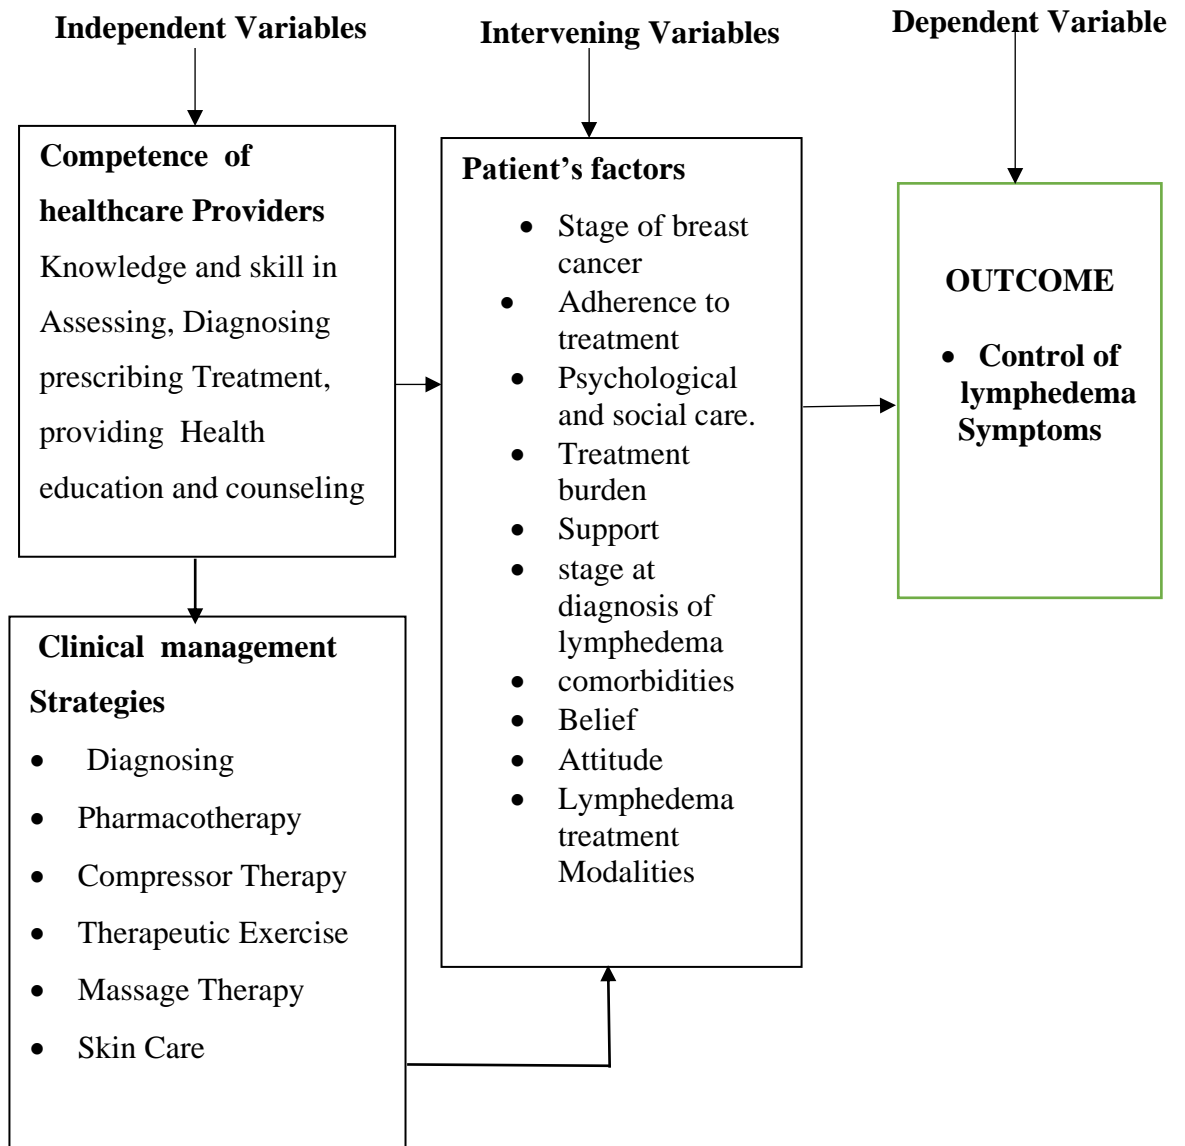 Independent Variables
Intervening Variables
Dependent Variable
Competence of
healthcare Providers
Knowledge and skill in
Assessing, Diagnosing
prescribing Treatment,
providing Health
education and counseling
Clinical management
Strategies
• Diagnosing
• Pharmacotherapy
• Compressor Therapy
• Therapeutic Exercise
• Massage Therapy
• Skin Care
Patient’s factors
• Stage of breast
cancer
• Adherence to
treatment
• Psychological
and social care.
• Treatment
burden
• Support
• stage at
diagnosis of
lymphedema
• comorbidities
• Belief
• Attitude
• Lymphedema
treatment
Modalities
OUTCOME
• Control of
lymphedema
Symptoms